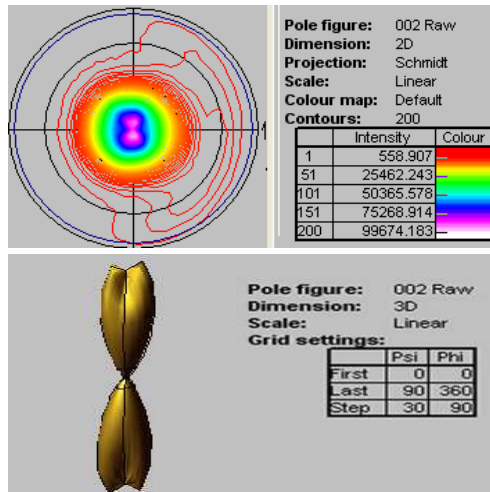 Pole figure: 002 Raw
Dimension: 2D
Projection: Schmidt
Scale: Linear
Colour map: Default
Contours: 200
Intensity Colour
1 558.907
51 25462.243
101 50365.578
151 75268.914
200 99674.183
Pole figure: 002 Raw
Dimension: 3D
Scale: Linear
Grid settings:
Psi Phi
First 0 0
Last 90 360
Step 30 90